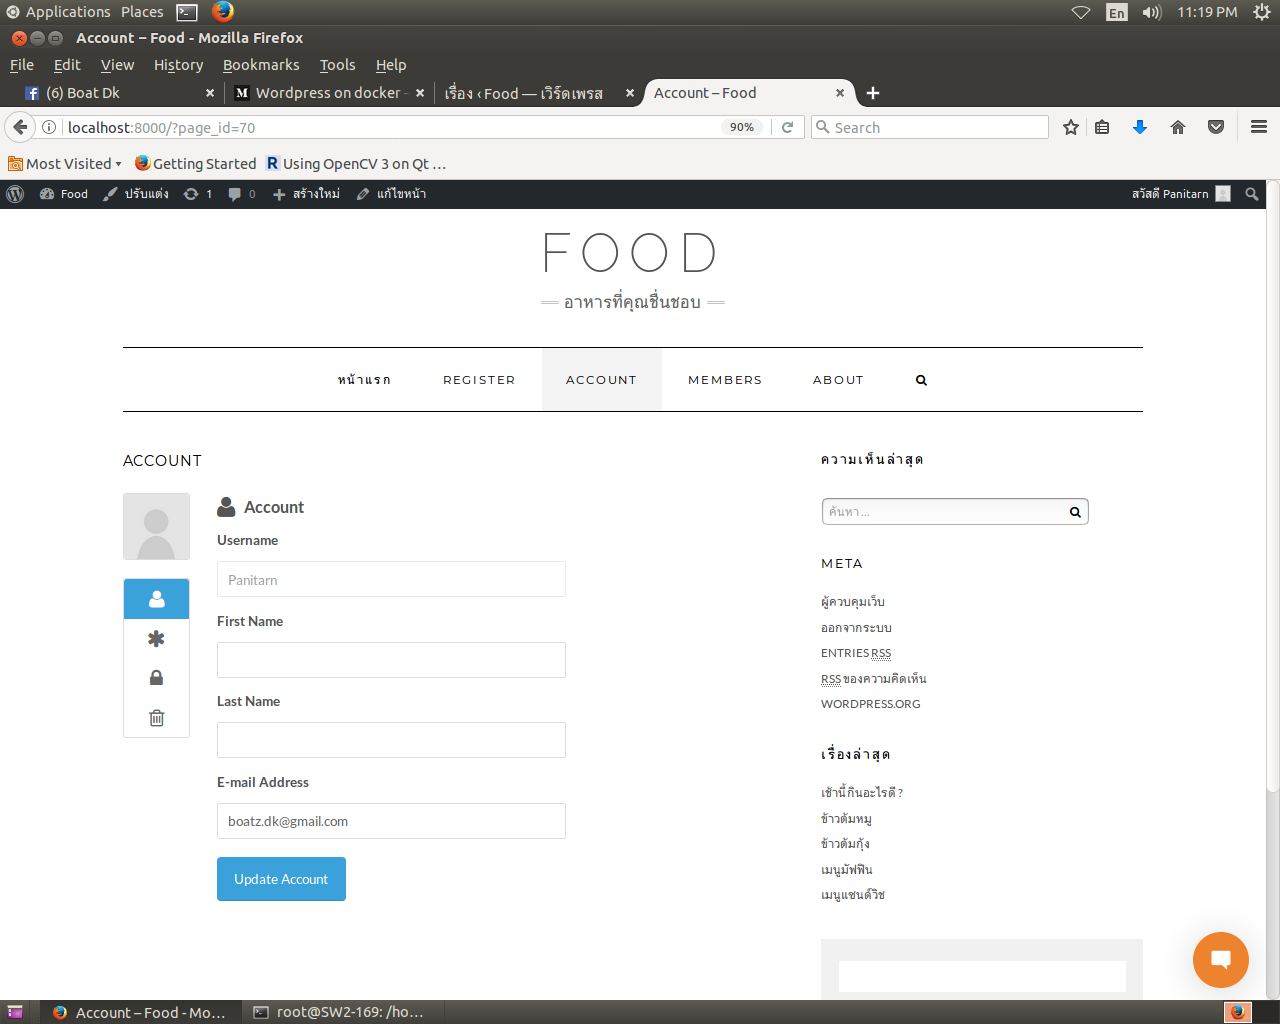 Applications Places En 11:19 PM
Account – Food - Mozilla Firefox
File Edit View History Bookmarks Tools Help
(6) Boat Dk
Wordpress on docker -
เรื่อง ‹ Food — เวิร์ดเพรส
Account – Food
localhost:8000/?page_id=70 90% Search
Most Visited Getting Started Using OpenCV 3 on Qt ...
Food ปรับแต่ง 1 0 สร้างใหม่ แก้ไขหน้า สวัสดี Panitarn
FOOD
อาหารที่คุณชื่นชอบ
หน้าแรก REGISTER ACCOUNT MEMBERS ABOUT
ACCOUNT
Account
Username
Panitarn
First Name
Last Name
E-mail Address
boatz.dk@gmail.com
Update Account
ความเห็นล่าสุด
ค้นหา ...
META
ผู้ควบคุมเว็บ
ออกจากระบบ
ENTRIES RSS
RSS ของความคิดเห็น
WORDPRESS.ORG
เรื่องล่าสุด
เช้านี้กินอะไรดี ?
ข้าวต้มหมู
ข้าวต้มกุ้ง
เมนูมัฟฟิน
เมนูแซนด์วิช
Account – Food - Mo... root@SW2-169: /ho...